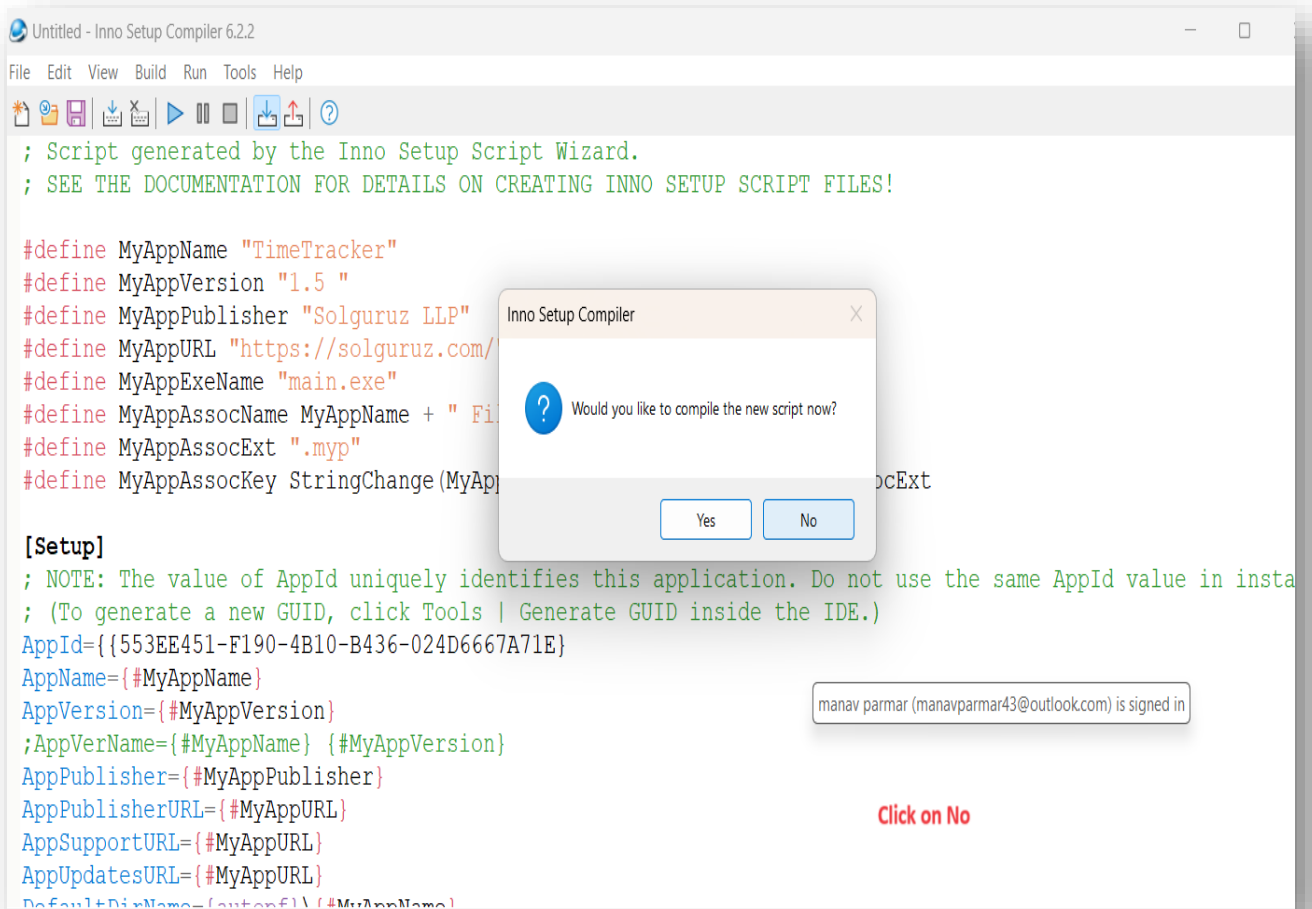 Untitled - Inno Setup Compiler 6.2.2
File Edit View Build Run Tools Help
; Script generated by the Inno Setup Script Wizard.
; SEE THE DOCUMENTATION FOR DETAILS ON CREATING INNO SETUP SCRIPT FILES!
#define MyAppName "TimeTracker"
#define MyAppVersion "1.5 "
#define MyAppPublisher "Solguruz LLP"
#define MyAppURL "https://solguruz.com/"
#define MyAppExeName "main.exe"
#define MyAppAssocName MyAppName + " Fi
#define MyAppAssocExt ".myp"
#define MyAppAssocKey StringChange(MyAp ocExt
Inno Setup Compiler
Would you like to compile the new script now?
Yes No
[Setup]
; NOTE: The value of AppId uniquely identifies this application. Do not use the same AppId value in insta
; (To generate a new GUID, click Tools | Generate GUID inside the IDE.)
AppId={{553EE451-F190-4B10-B436-024D6667A71E}
AppName={#MyAppName}
AppVersion={#MyAppVersion}
;AppVerName={#MyAppName} {#MyAppVersion}
AppPublisher={#MyAppPublisher}
AppPublisherURL={#MyAppURL}
AppSupportURL={#MyAppURL}
AppUpdatesURL={#MyAppURL}
DefaultDirName={autopf}\{#MyAppName}
manav parmar (manavparmar43@outlook.com) is signed in
Click on No